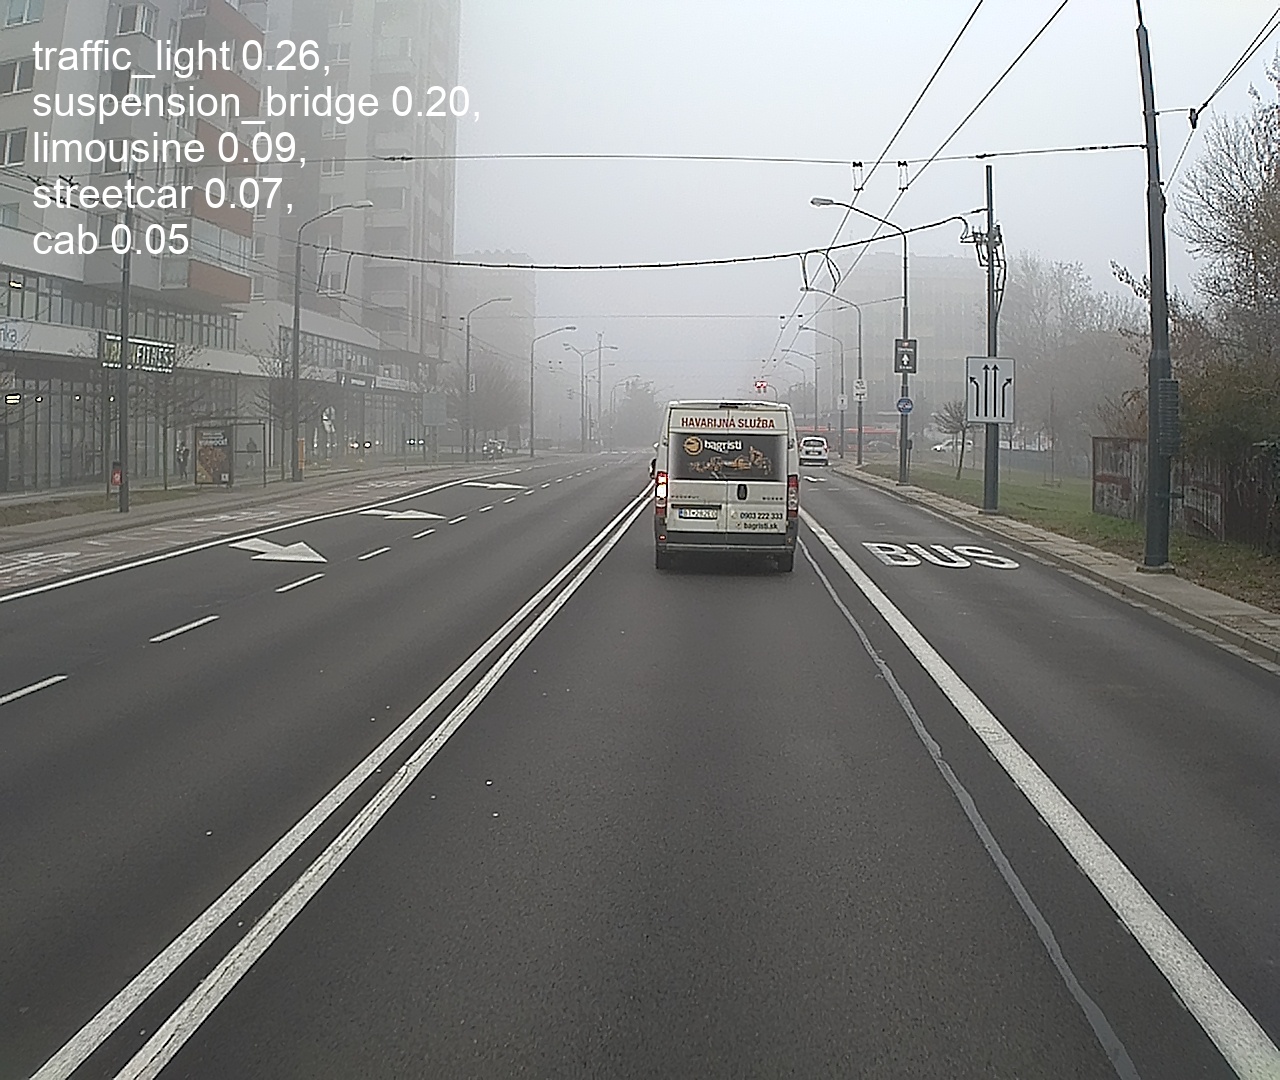 traffic_light 0.26,
suspension_bridge 0.20,
limousine 0.09,
streetcar 0.07,
cab 0.05
FITNESS
HAVARIJNÁ SLUŽBA
bagristi
0903 222 333
bagristi.sk
BUS